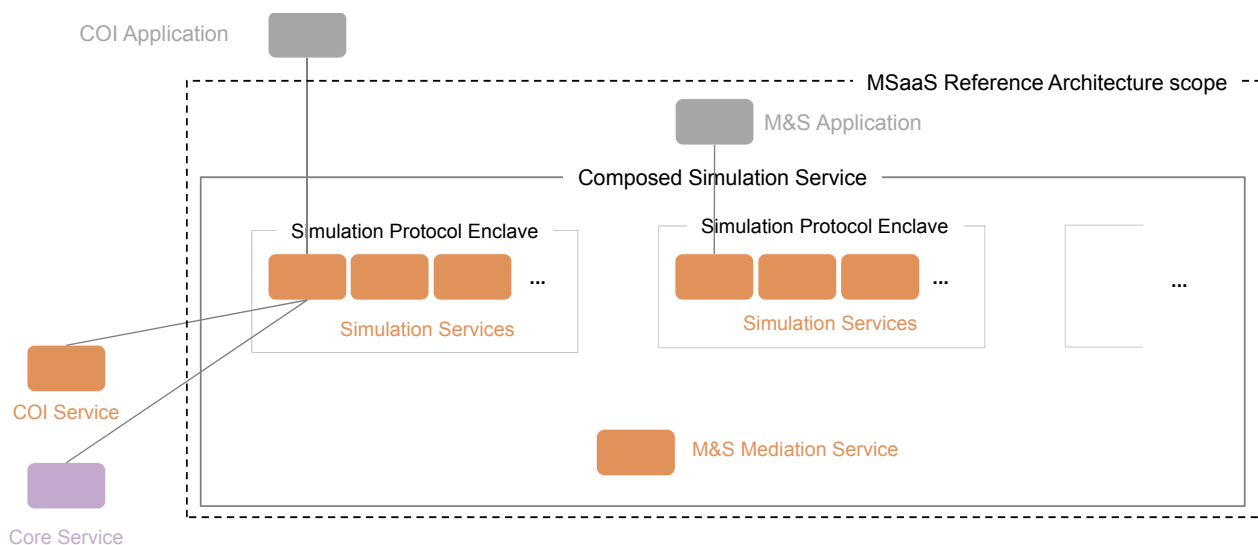 COI Application
MSaaS Reference Architecture scope
M&S Application
Composed Simulation Service
Simulation Protocol Enclave
Simulation Protocol Enclave
...
...
...
Simulation Services
Simulation Services
COI Service
M&S Mediation Service
Core Service